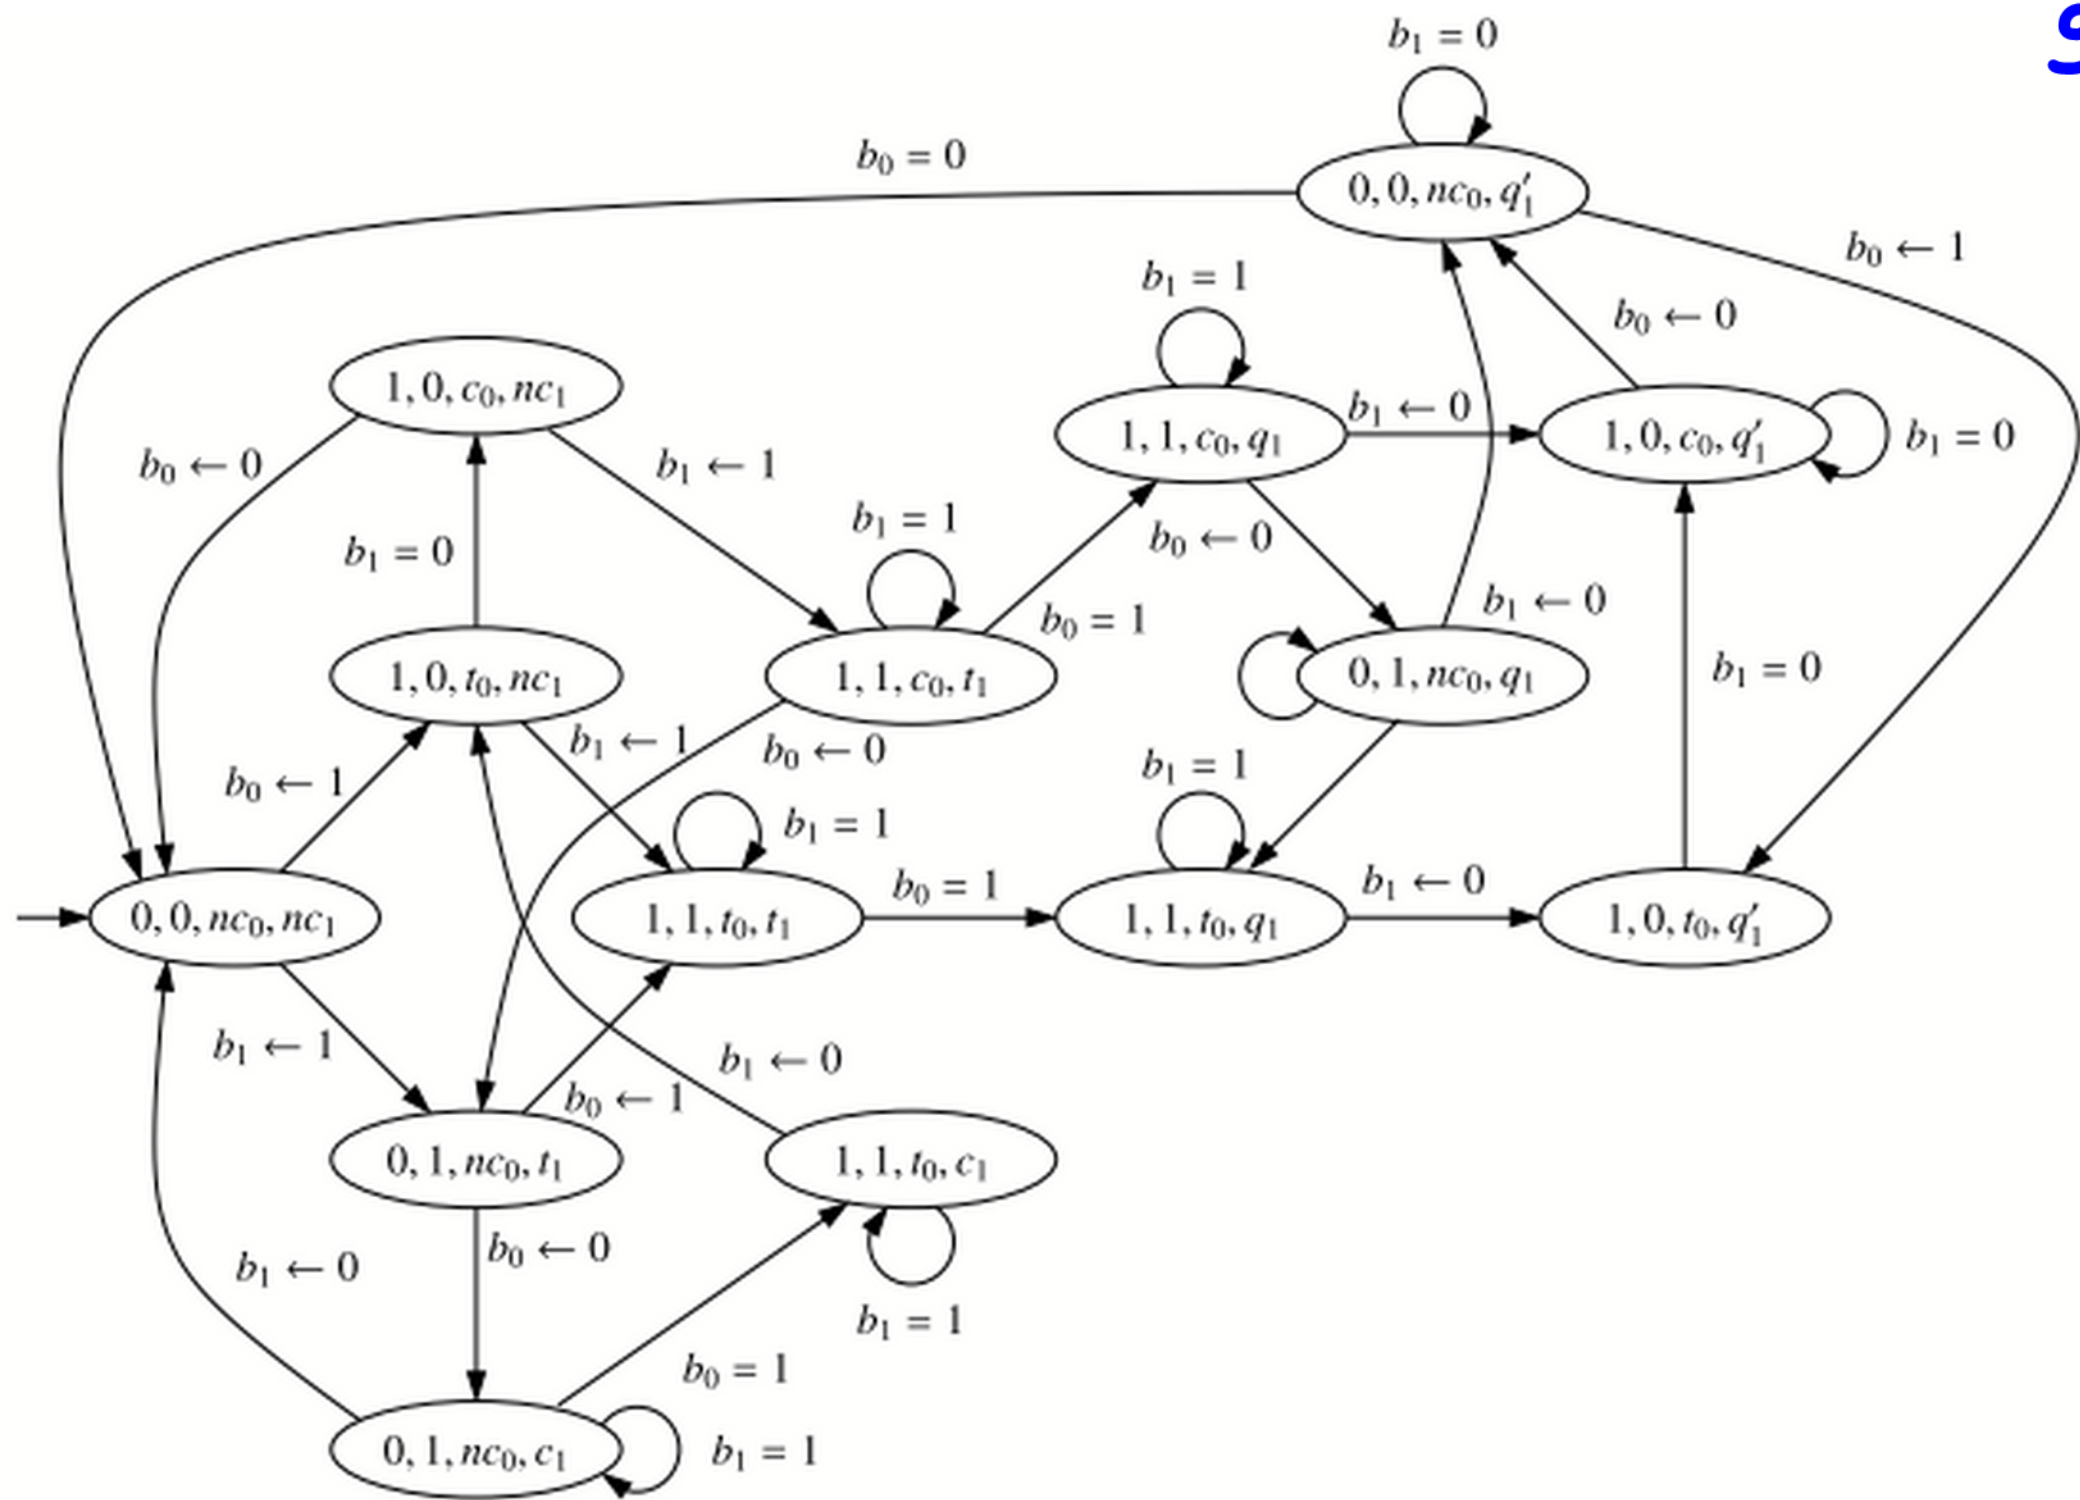 b₁ = 0
b₀ = 0
0, 0, nc₀, q′₁
b₀ ← 1
b₁ = 1
b₀ ← 0
1, 0, c₀, nc₁
b₁ ← 0
1, 1, c₀, q₁
1, 0, c₀, q′₁
b₁ = 0
b₀ ← 0
b₁ ← 1
b₁ = 1
b₀ ← 0
b₁ = 0
b₀ = 1
b₁ ← 0
1, 0, t₀, nc₁
1, 1, c₀, t₁
0, 1, nc₀, q₁
b₁ = 0
b₁ ← 1
b₀ ← 0
b₁ = 1
b₀ ← 1
b₁ = 1
b₀ = 1
b₁ ← 0
0, 0, nc₀, nc₁
1, 1, t₀, t₁
1, 1, t₀, q₁
1, 0, t₀, q′₁
b₁ ← 1
b₁ ← 0
b₀ ← 1
0, 1, nc₀, t₁
1, 1, t₀, c₁
b₀ ← 0
b₁ ← 0
b₁ = 1
b₀ = 1
0, 1, nc₀, c₁
b₁ = 1